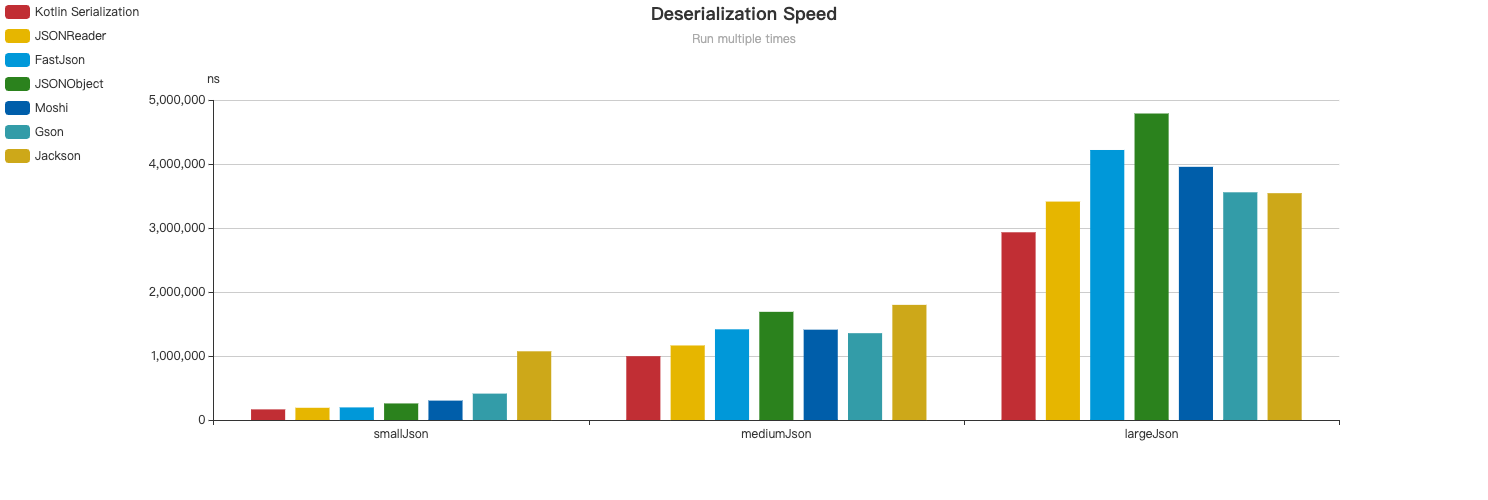 Deserialization Speed
Run multiple times
Kotlin Serialization
JSONReader
FastJson
JSONObject
Moshi
Gson
Jackson
ns
5,000,000
4,000,000
3,000,000
2,000,000
1,000,000
0
smallJson
mediumJson
largeJson